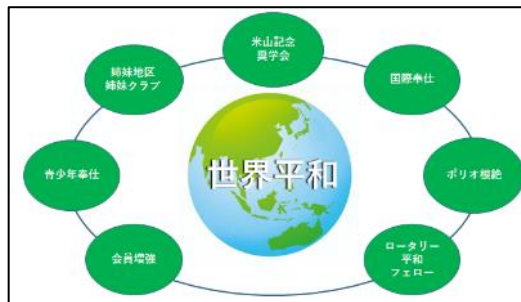 米山記念
奨学会
姉妹地区
姉妹クラブ
国際奉仕
世界平和
青少年奉仕
ポリオ根絶
会員増強
ロータリー
平和
フェロー